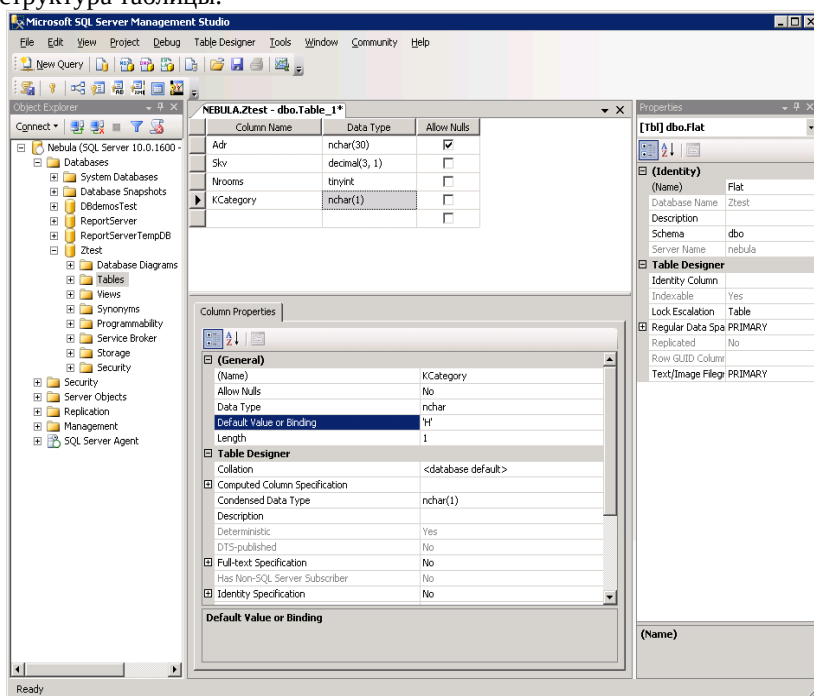 структура таблицы.
Microsoft SQL Server Management Studio
File Edit View Project Debug Table Designer Tools Window Community Help
New Query
Object Explorer
Connect
Nebula (SQL Server 10.0.1600 -
Databases
System Databases
Database Snapshots
DBdemosTest
ReportServer
ReportServerTempDB
Ztest
Database Diagrams
Tables
Views
Synonyms
Programmability
Service Broker
Storage
Security
Security
Server Objects
Replication
Management
SQL Server Agent
NEBULA.Ztest - dbo.Table_1*
Column Name Data Type Allow Nulls
Adr nchar(30)
Skv decimal(3, 1)
Nrooms tinyint
KCategory nchar(1)
Column Properties
(General)
(Name) KCategory
Allow Nulls No
Data Type nchar
Default Value or Binding 'Н'
Length 1
Table Designer
Collation <database default>
Computed Column Specification
Condensed Data Type nchar(1)
Description
Deterministic Yes
DTS-published No
Full-text Specification No
Has Non-SQL Server Subscriber No
Identity Specification No
Default Value or Binding
Properties
[Tbl] dbo.Flat
(Identity)
(Name) Flat
Database Name Ztest
Description
Schema dbo
Server Name nebula
Table Designer
Identity Column
Indexable Yes
Lock Escalation Table
Regular Data Spa PRIMARY
Replicated No
Row GUID Column
Text/Image Filegr PRIMARY
(Name)
Ready